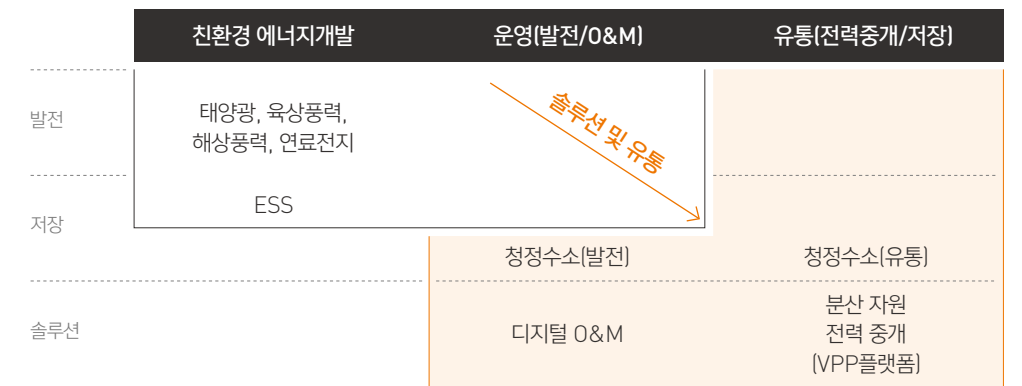 친환경 에너지개발
운영(발전/O&M)
유통(전력중개/저장)
발전
태양광, 육상풍력,
해상풍력, 연료전지
솔루션 및 유통
저장
ESS
청정수소(발전)
청정수소(유통)
솔루션
디지털 O&M
분산 자원
전력 중개
(VPP플랫폼)